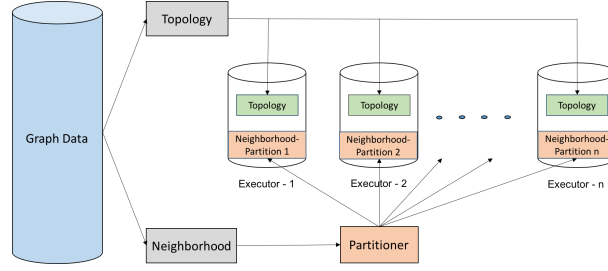 Topology
Graph Data
Topology
Topology
Topology
Neighborhood-
Partition 1
Neighborhood-
Partition 2
Neighborhood-
Partition n
Executor - 1
Executor - 2
Executor - n
Neighborhood
Partitioner